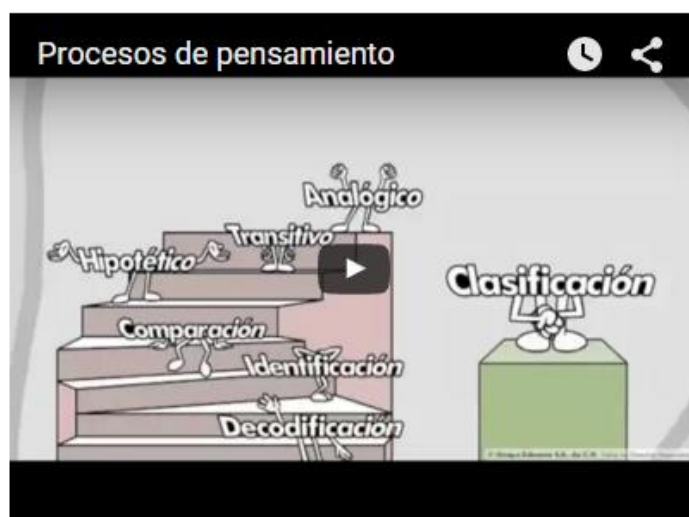 Procesos de pensamiento
Analógico
Transitivo
Hipotético
Clasificación
Comparación
Identificación
Decodificación